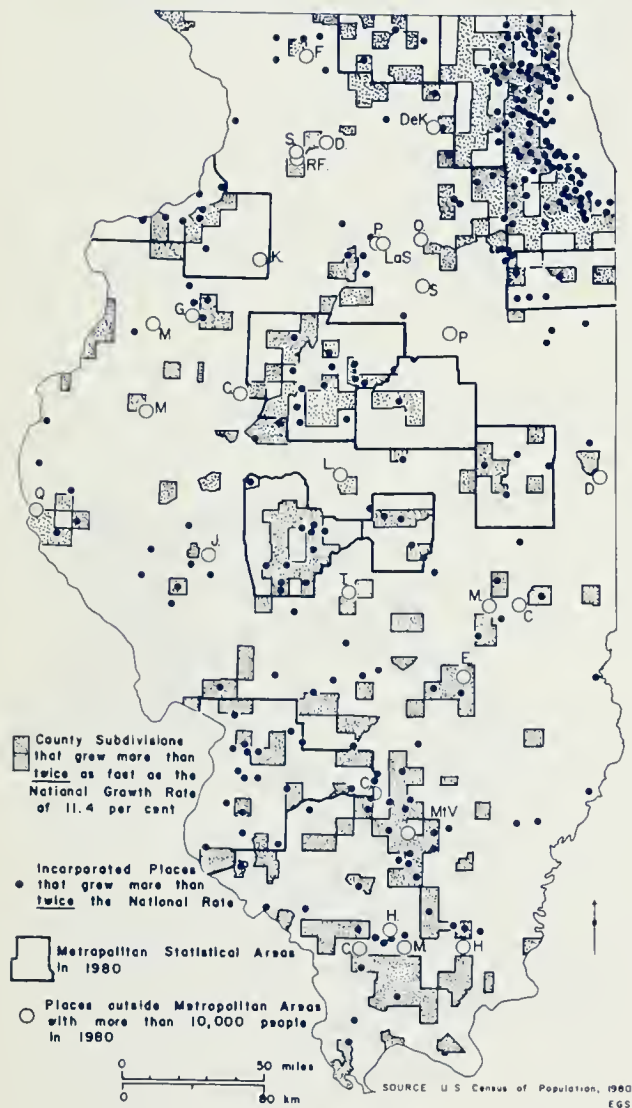 F.
DeK.
S.
D.
RF.
P.
O.
LaS
K.
S
G.
M
P
C.
M
L
D
Q
J.
T.
M.
C
E
County Subdivisions
that grew more than
twice as fast as the
National Growth Rate
of 11.4 per cent
C.
Mt V.
Incorporated Places
that grew more than
twice the National Rate
H.
C.
M.
H
Metropolitan Statistical Areas
in 1980
Places outside Metropolitan Areas
with more than 10,000 people
in 1980
0 50 miles
0 80 km
SOURCE U S Census of Population, 1980
EGS